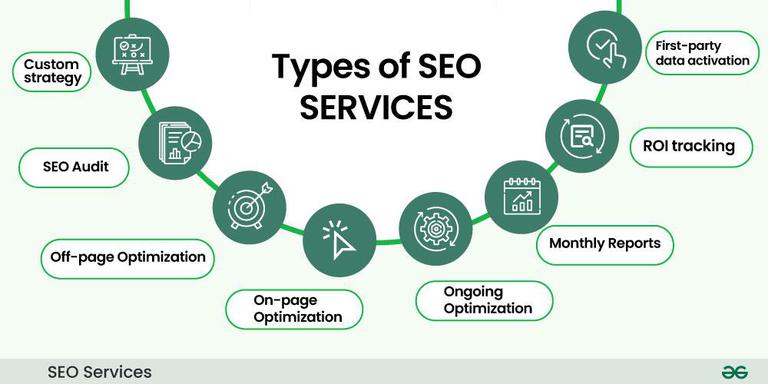 Types of SEO
SERVICES
Custom
strategy
SEO Audit
Off-page Optimization
On-page
Optimization
Ongoing
Optimization
Monthly Reports
ROI tracking
First-party
data activation
SEO Services